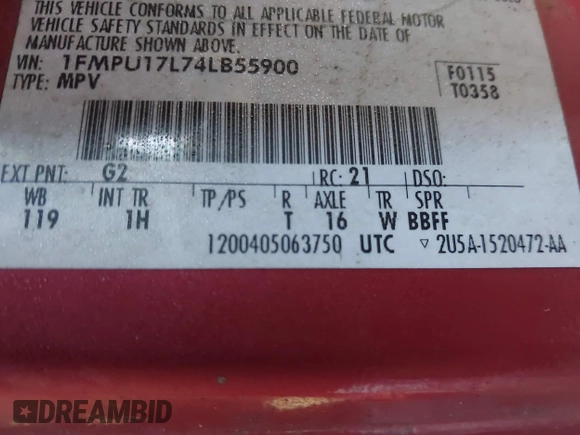 THIS VEHICLE CONFORMS TO ALL APPLICABLE FEDERAL MOTOR
VEHICLE SAFETY STANDARDS IN EFFECT ON THE DATE OF
MANUFACTURE SHOWN ABOVE.
VIN: 1FMPU17L74LB55900
TYPE: MPV
F0115
T0358
EXT PNT: G2 RC: 21 DSO:
WB INT TR TP/PS R AXLE TR SPR
119 1H T 16 W BBFF
1200405063750 UTC ▽ 2U5A-1520472-AA
DREAMBID